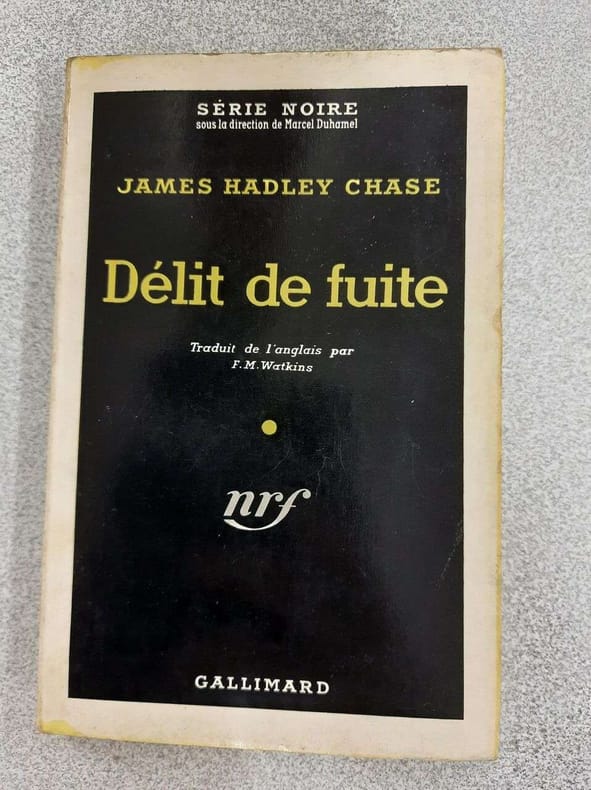 SÉRIE NOIRE
sous la direction de Marcel Duhamel
JAMES HADLEY CHASE
Délit de fuite
Traduit de l'anglais par
F. M. Watkins
nrf
GALLIMARD